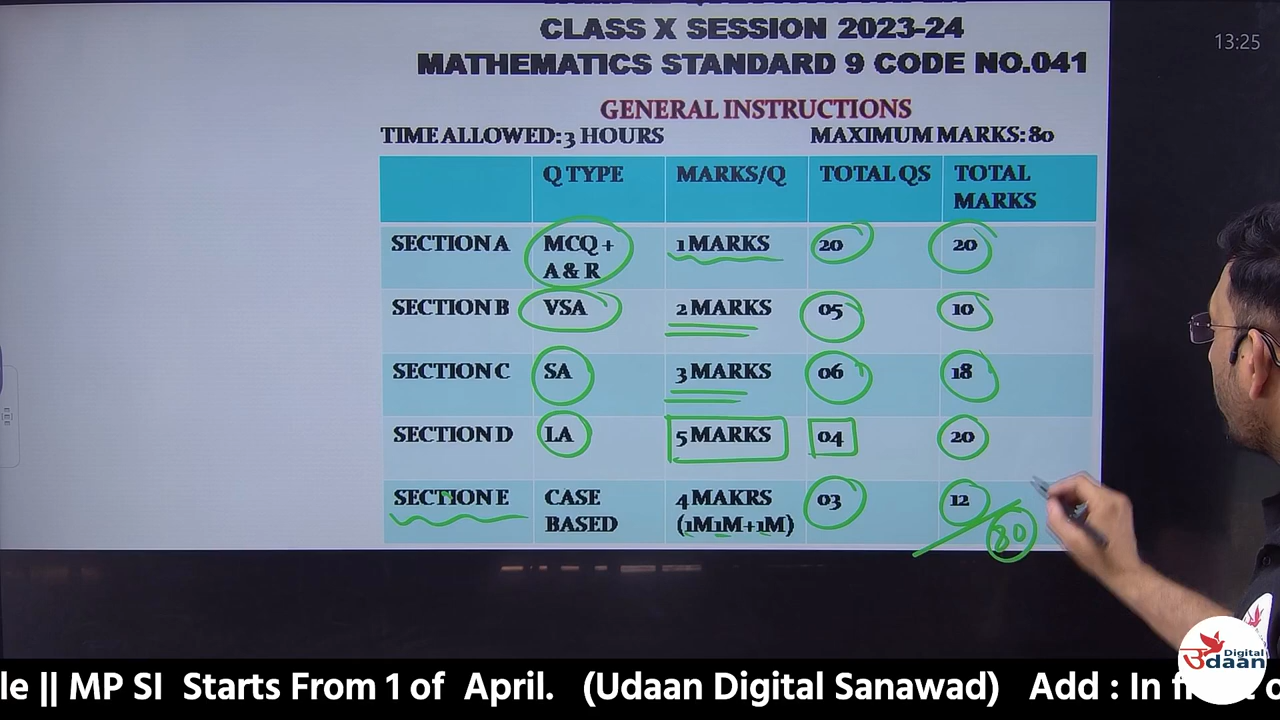 CLASS X SESSION 2023-24
MATHEMATICS STANDARD 9 CODE NO.041
13:25
GENERAL INSTRUCTIONS
TIME ALLOWED: 3 HOURS MAXIMUM MARKS: 80
Q TYPE MARKS/Q TOTAL QS TOTAL MARKS
SECTION A MCQ + A & R 1 MARKS 20 20
SECTION B VSA 2 MARKS 05 10
SECTION C SA 3 MARKS 06 18
SECTION D LA 5 MARKS 04 20
SECTION E CASE BASED 4 MAKRS (1M1M+1M) 03 12
80
Digital
उdaan
le || MP SI Starts From 1 of April. (Udaan Digital Sanawad) Add : In